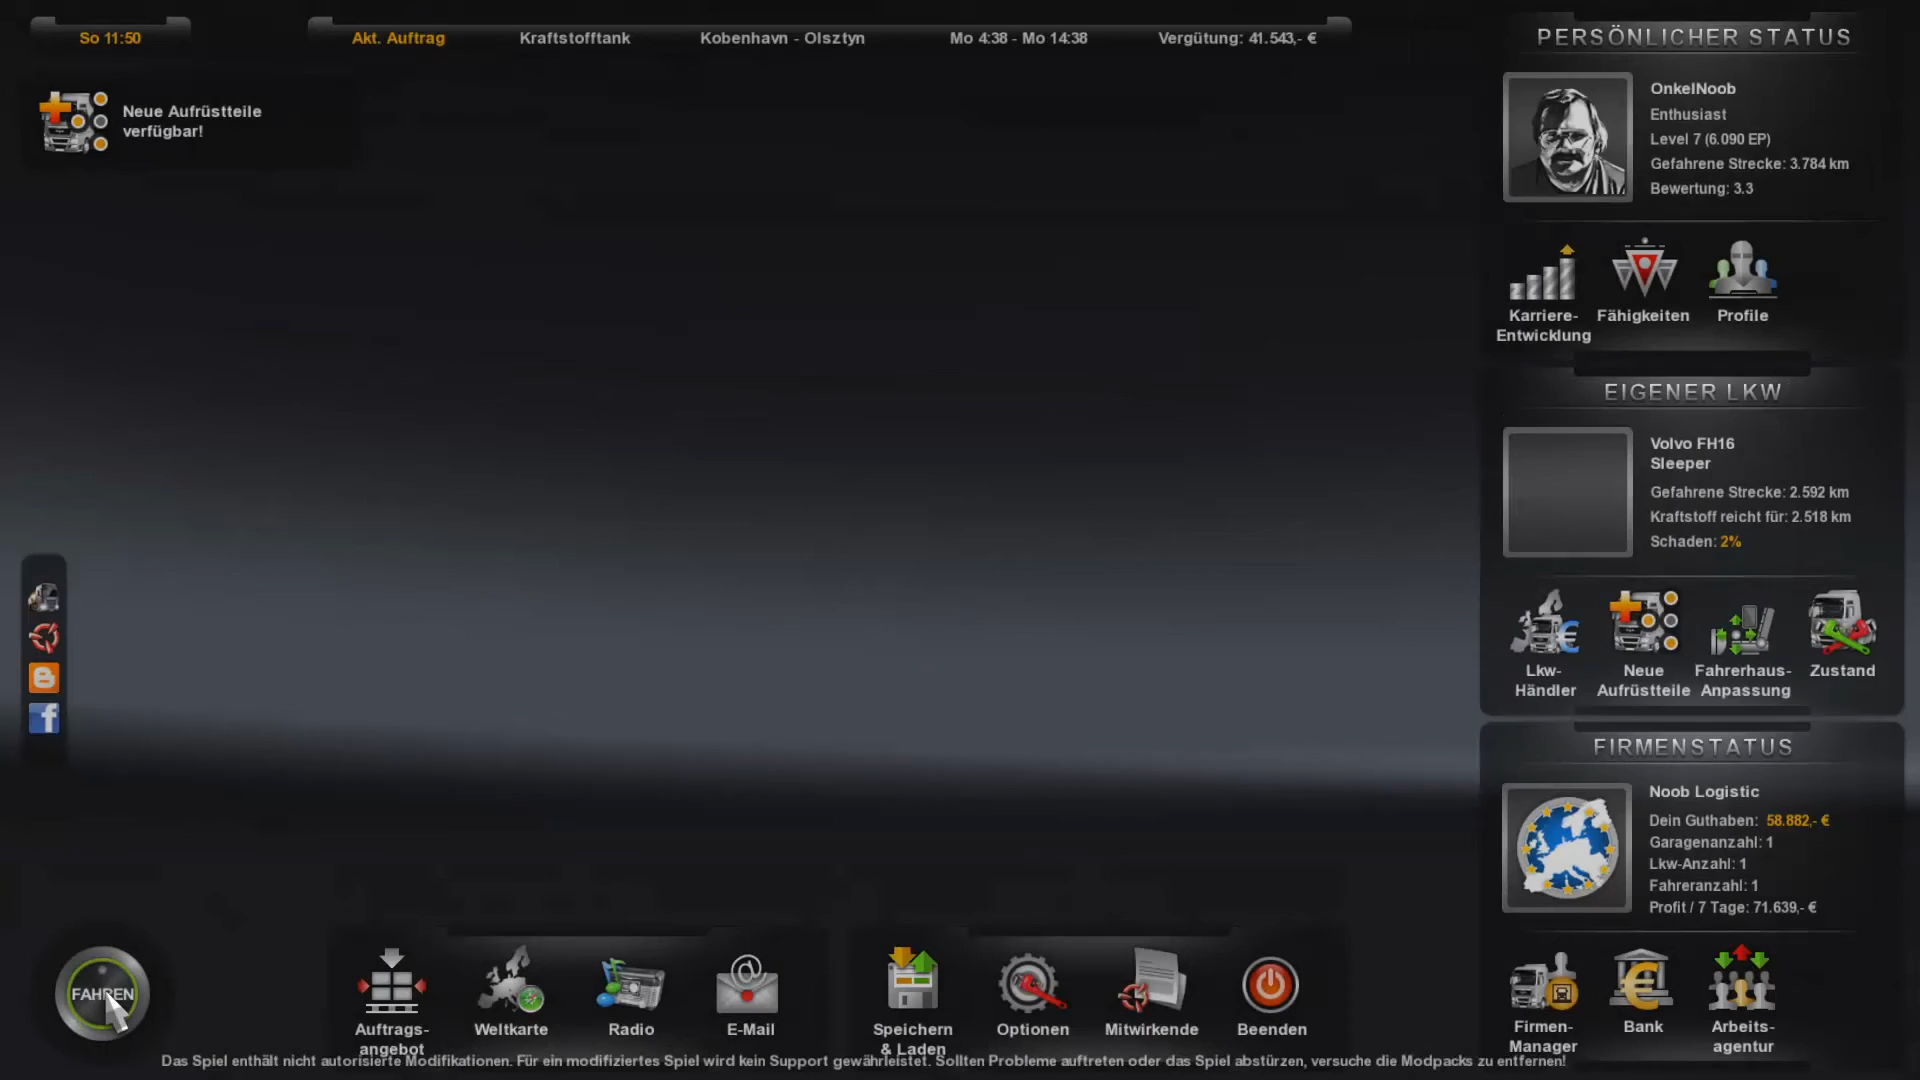 So 11:50
Akt. Auftrag Kraftstofftank Kobenhavn - Olsztyn Mo 4:38 - Mo 14:38 Vergütung: 41.543,- €
Neue Aufrüstteile
verfügbar!
PERSÖNLICHER STATUS
OnkelNoob
Enthusiast
Level 7 (6.090 EP)
Gefahrene Strecke: 3.784 km
Bewertung: 3.3
Karriere-
Entwicklung
Fähigkeiten
Profile
EIGENER LKW
Volvo FH16
Sleeper
Gefahrene Strecke: 2.592 km
Kraftstoff reicht für: 2.518 km
Schaden: 2%
Lkw-
Händler
Neue
Aufrüstteile
Fahrerhaus-
Anpassung
Zustand
FIRMENSTATUS
Noob Logistic
Dein Guthaben: 58.882,- €
Garagenanzahl: 1
Lkw-Anzahl: 1
Fahreranzahl: 1
Profit / 7 Tage: 71.639,- €
Firmen-
Manager
Bank
Arbeits-
agentur
FAHREN
Auftrags-
angebot
Weltkarte
Radio
E-Mail
Speichern
& Laden
Optionen
Mitwirkende
Beenden
Das Spiel enthält nicht autorisierte Modifikationen. Für ein modifiziertes Spiel wird kein Support gewährleistet. Sollten Probleme auftreten oder das Spiel abstürzen, versuche die Modpacks zu entfernen!